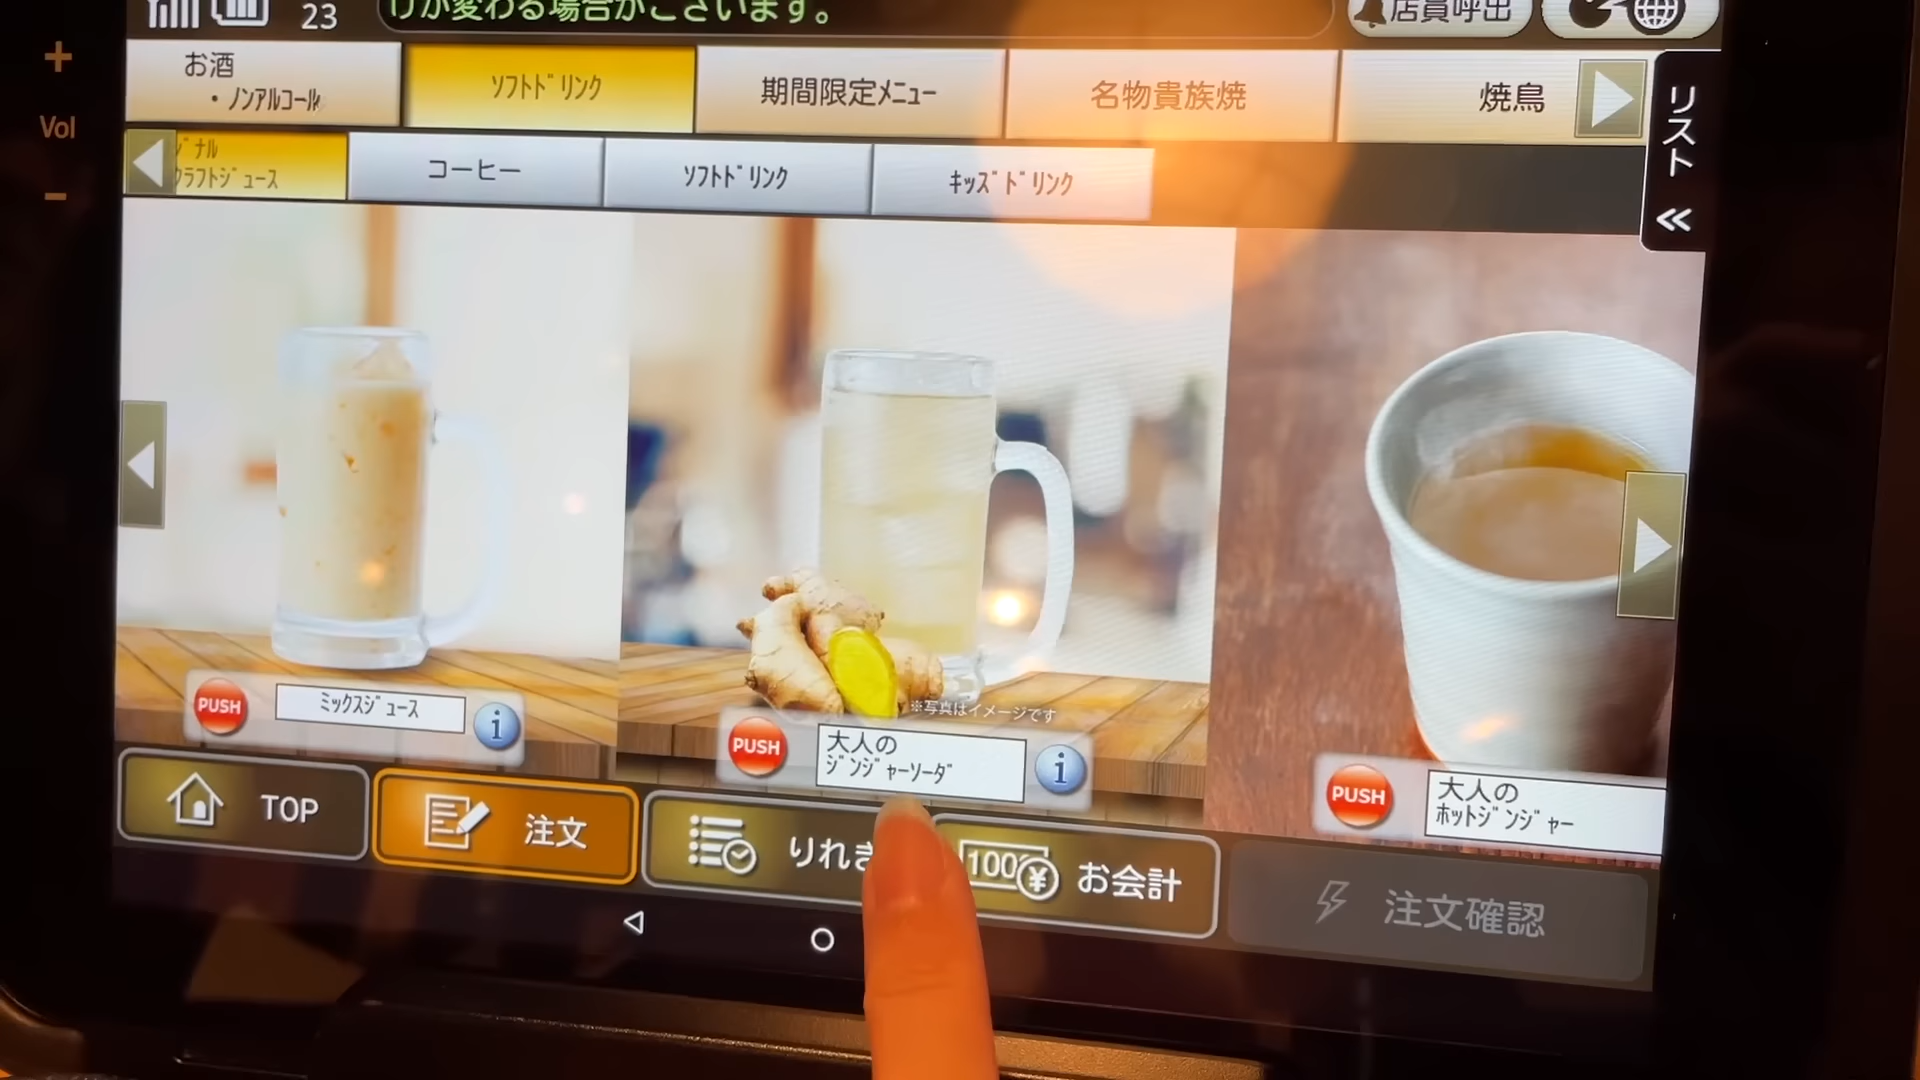 23
けが変わる場合がございます。
店員呼出
+
Vol
-
お酒
・ノンアルコール
ソフトドリンク
期間限定メニュー
名物貴族焼
焼鳥
リスト
ジナル
クラフトジュース
コーヒー
ソフトドリンク
キッズドリンク
PUSH
ミックスジュース
i
※写真はイメージです
PUSH
大人の
ジンジャーソーダ
i
PUSH
大人の
ホットジンジャー
TOP
注文
りれき
100
¥
お会計
注文確認